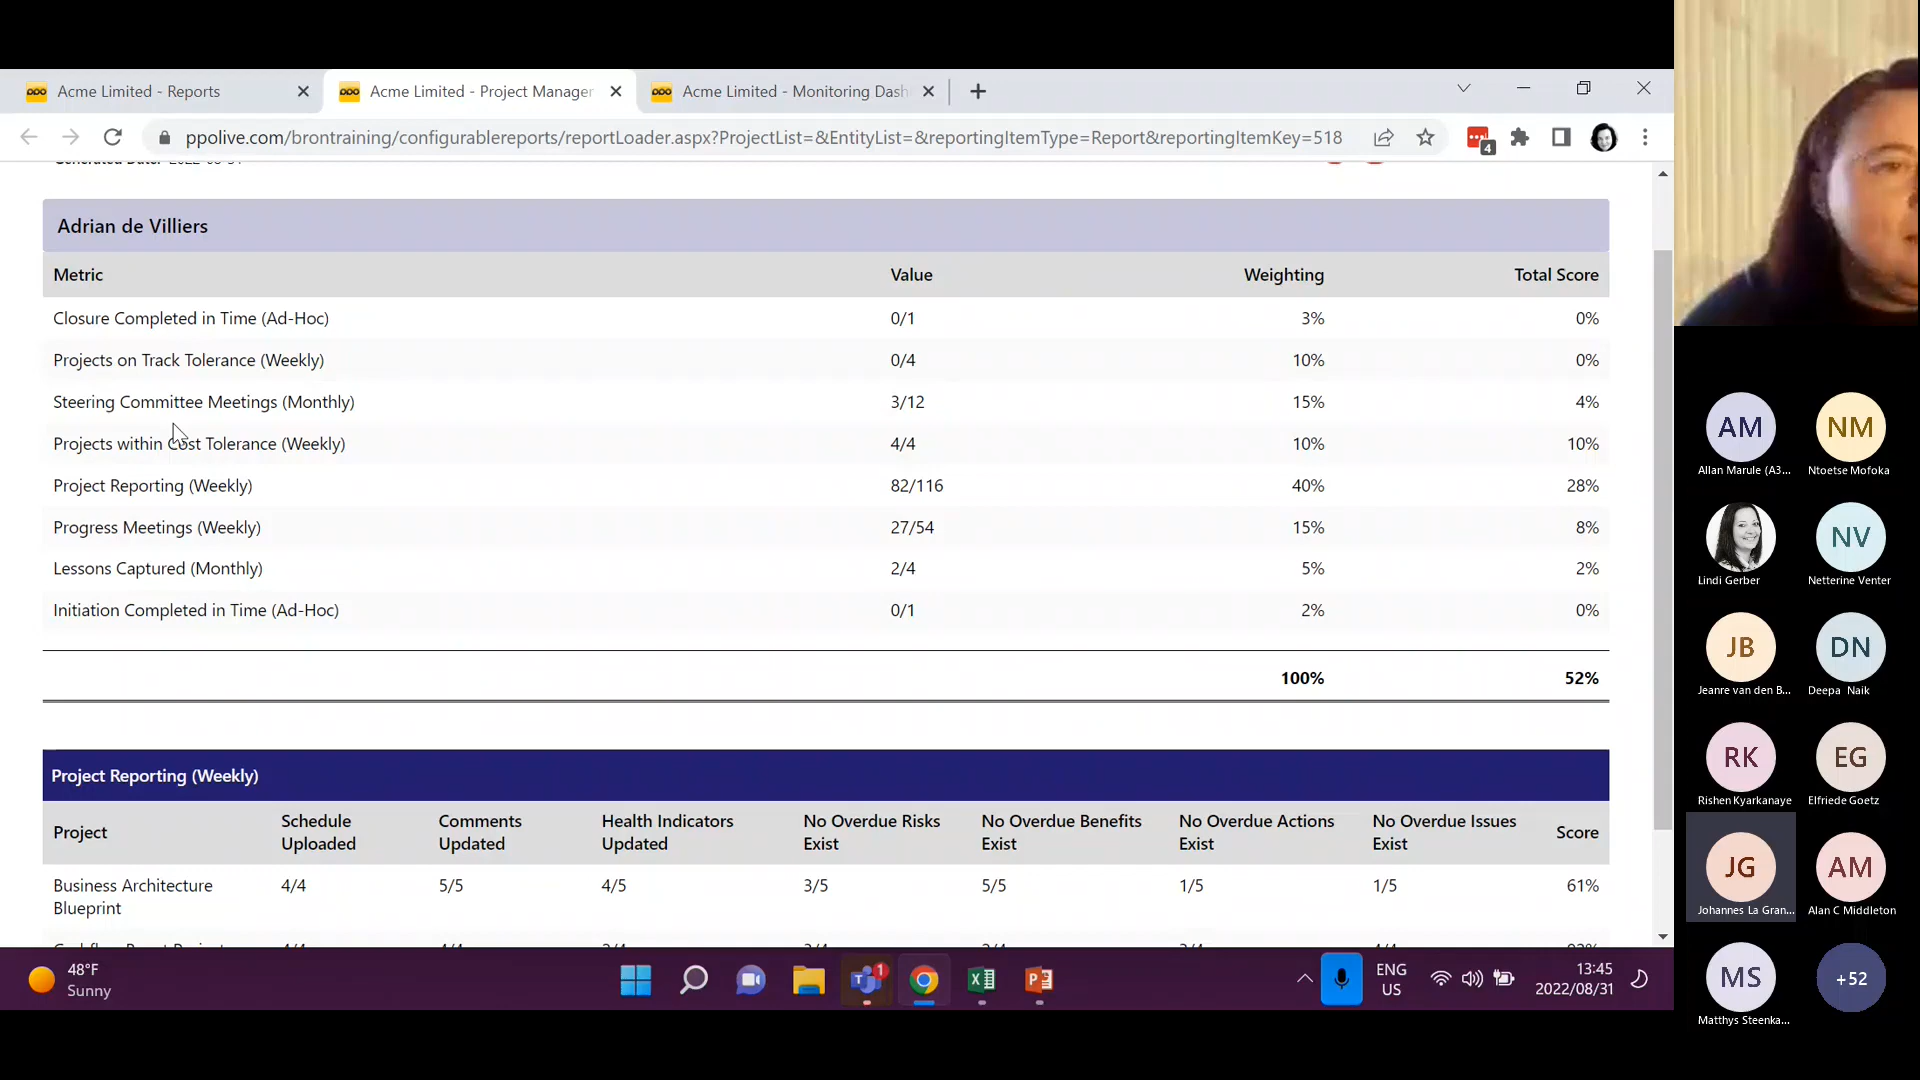 Acme Limited - Reports
Acme Limited - Project Manager
Acme Limited - Monitoring Dash
ppolive.com/brontraining/configurablereports/reportLoader.aspx?ProjectList=&EntityList=&reportingItemType=Report&reportingItemKey=518
4
Adrian de Villiers
Metric Value Weighting Total Score
Closure Completed in Time (Ad-Hoc) 0/1 3% 0%
Projects on Track Tolerance (Weekly) 0/4 10% 0%
Steering Committee Meetings (Monthly) 3/12 15% 4%
Projects within Cost Tolerance (Weekly) 4/4 10% 10%
Project Reporting (Weekly) 82/116 40% 28%
Progress Meetings (Weekly) 27/54 15% 8%
Lessons Captured (Monthly) 2/4 5% 2%
Initiation Completed in Time (Ad-Hoc) 0/1 2% 0%
100% 52%
Project Reporting (Weekly)
Project Schedule Uploaded Comments Updated Health Indicators Updated No Overdue Risks Exist No Overdue Benefits Exist No Overdue Actions Exist No Overdue Issues Exist Score
Business Architecture Blueprint 4/4 5/5 4/5 3/5 5/5 1/5 1/5 61%
48°F
Sunny
1
ENG
US
13:45
2022/08/31
AM NM
Allan Marule (A3... Ntoetse Mofoka
NV
Lindi Gerber Netterine Venter
JB DN
Jeanre van den B... Deepa Naik
RK EG
Rishen Kyarkanaye Elfriede Goetz
JG AM
Johannes La Gran... Alan C Middleton
MS +52
Matthys Steenka...